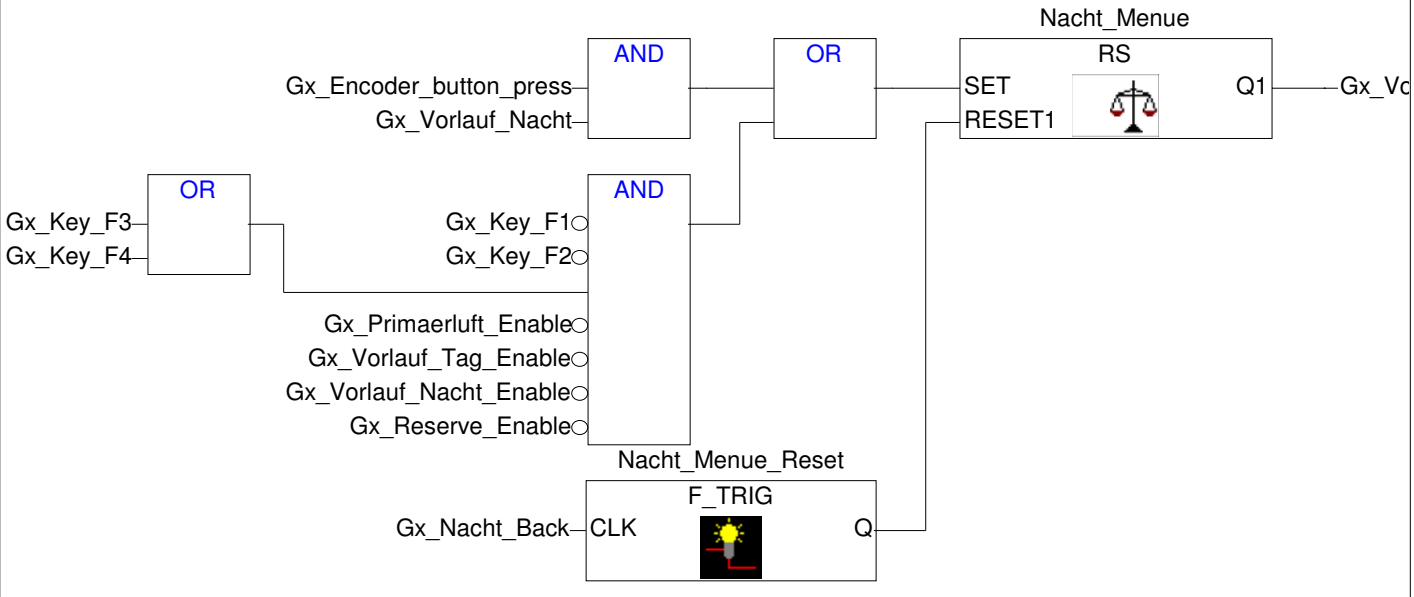 Nacht_Menue
AND
OR
RS
Gx_Encoder_button_press
SET
Q1
Gx_Vo
Gx_Vorlauf_Nacht
RESET1
OR
AND
Gx_Key_F3
Gx_Key_F1
Gx_Key_F4
Gx_Key_F2
Gx_Primaerluft_Enable
Gx_Vorlauf_Tag_Enable
Gx_Vorlauf_Nacht_Enable
Gx_Reserve_Enable
Nacht_Menue_Reset
F_TRIG
Gx_Nacht_Back
CLK
Q